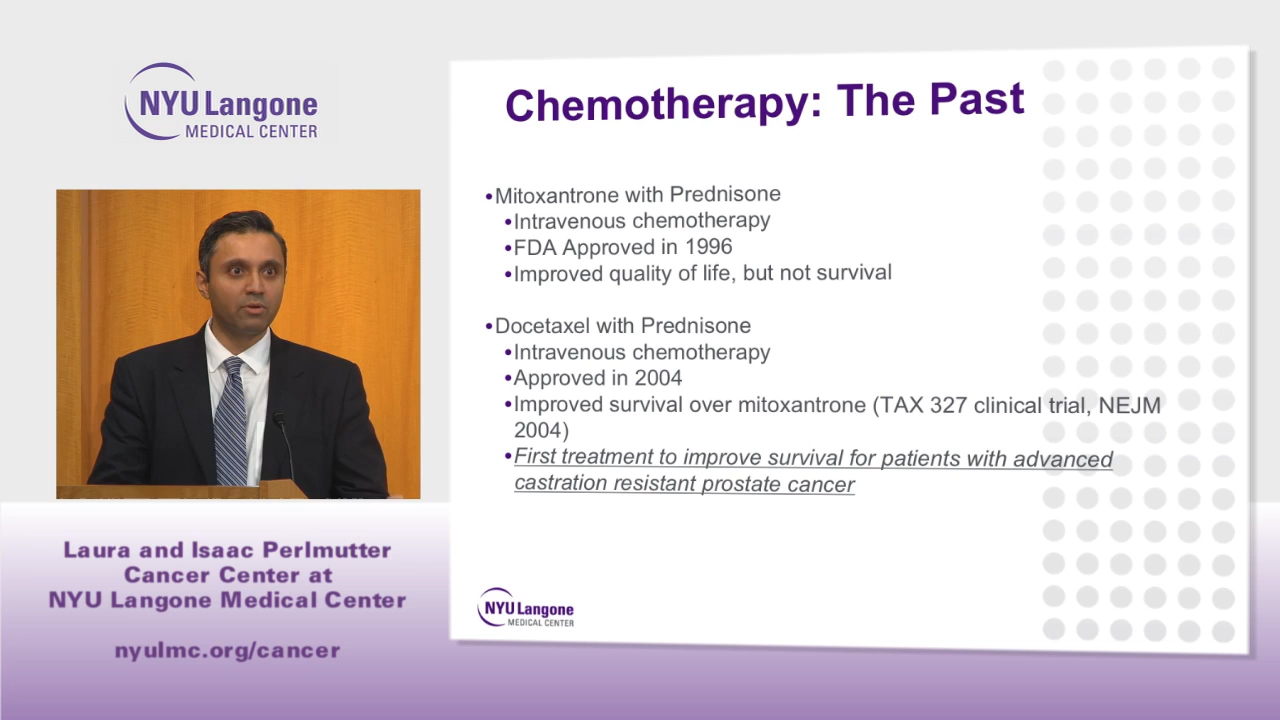 NYU Langone
MEDICAL CENTER
Chemotherapy: The Past
•Mitoxantrone with Prednisone
•Intravenous chemotherapy
•FDA Approved in 1996
•Improved quality of life, but not survival
•Docetaxel with Prednisone
•Intravenous chemotherapy
•Approved in 2004
•Improved survival over mitoxantrone (TAX 327 clinical trial, NEJM
2004)
•First treatment to improve survival for patients with advanced
castration resistant prostate cancer
NYU Langone
MEDICAL CENTER
Laura and Isaac Perlmutter
Cancer Center at
NYU Langone Medical Center
nyulmc.org/cancer